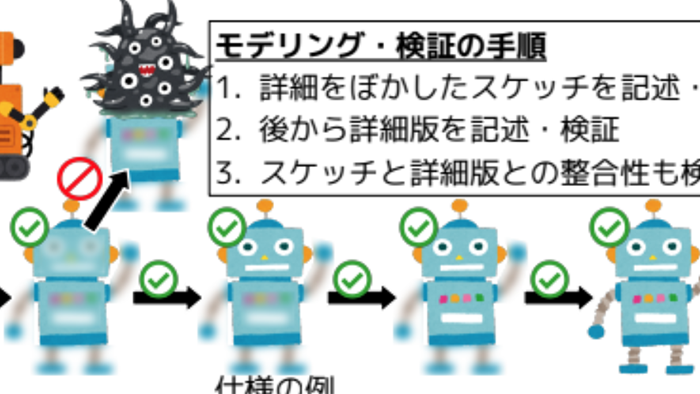 モデリング・検証の手順
1. 詳細をぼかしたスケッチを記述・
2. 後から詳細版を記述・検証
3. スケッチと詳細版との整合性も検
仕様の例